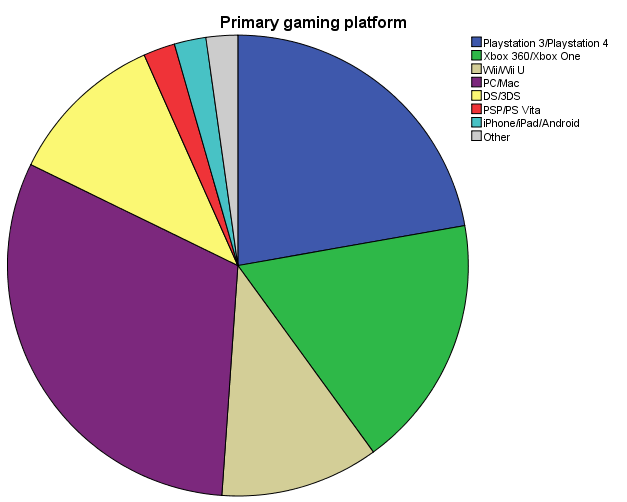 Primary gaming platform
Playstation 3/Playstation 4
Xbox 360/Xbox One
Wii/Wii U
PC/Mac
DS/3DS
PSP/PS Vita
iPhone/iPad/Android
Other